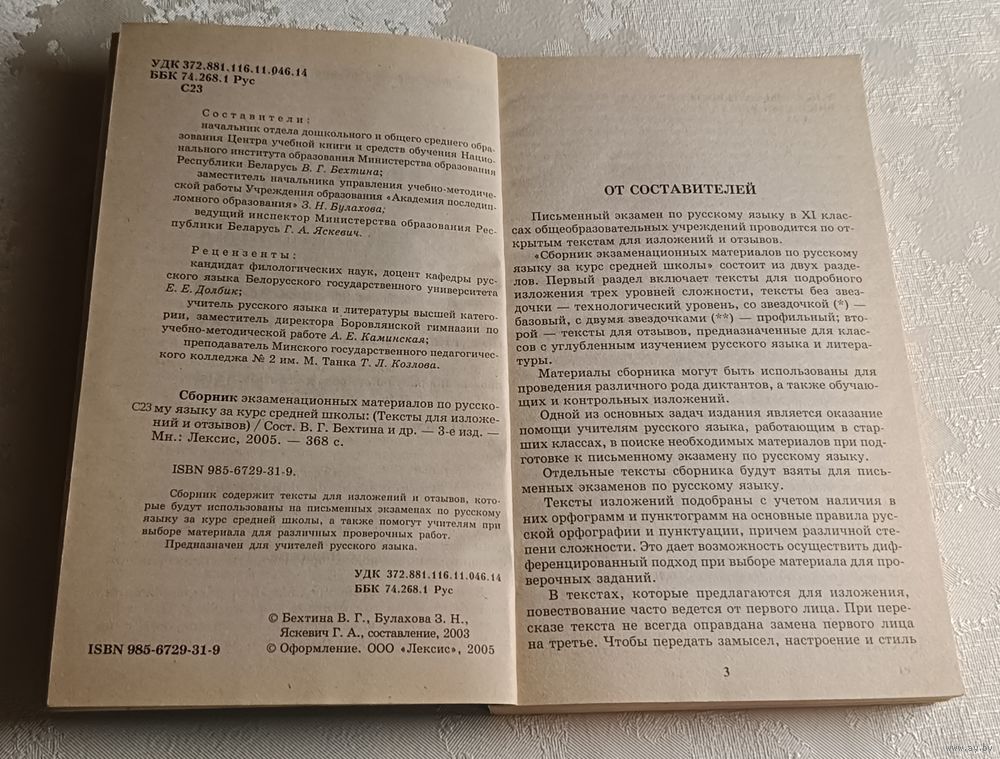 УДК 372.881.116.11.046.14
ББК 74.268.1 Рус
С23
Составители:
начальник отдела дошкольного и общего среднего обра-
зования Центра учебной книги и средств обучения Нацио-
нального института образования Министерства образования
Республики Беларусь В. Г. Бехтина;
заместитель начальника управления учебно-методиче-
ской работы Учреждения образования «Академия последип-
ломного образования» З. Н. Булахова;
ведущий инспектор Министерства образования Рес-
публики Беларусь Г. А. Яскевич.
Рецензенты:
кандидат филологических наук, доцент кафедры рус-
ского языка Белорусского государственного университета
Е. Е. Долбик;
учитель русского языка и литературы высшей катего-
рии, заместитель директора Боровлянской гимназии по
учебно-методической работе А. Е. Каминская;
преподаватель Минского государственного педагогичес-
кого колледжа № 2 им. М. Танка Т. Л. Козлова.
Сборник экзаменационных материалов по русско-
С23 му языку за курс средней школы: (Тексты для изложе-
ний и отзывов) / Сост. В. Г. Бехтина и др. — 3-е изд. —
Мн.: Лексис, 2005. — 368 с.
ISBN 985-6729-31-9.
Сборник содержит тексты для изложений и отзывов, кото-
рые будут использованы на письменных экзаменах по русскому
языку за курс средней школы, а также помогут учителям при
выборе материала для различных проверочных работ.
Предназначен для учителей русского языка.
УДК 372.881.116.11.046.14
ББК 74.268.1 Рус
© Бехтина В. Г., Булахова З. Н.,
Яскевич Г. А., составление, 2003
ISBN 985-6729-31-9 © Оформление. ООО «Лексис», 2005
ОТ СОСТАВИТЕЛЕЙ
Письменный экзамен по русскому языку в XI клас-
сах общеобразовательных учреждений проводится по от-
крытым текстам для изложений и отзывов.
«Сборник экзаменационных материалов по русскому
языку за курс средней школы» состоит из двух разде-
лов. Первый раздел включает тексты для подробного
изложения трех уровней сложности, тексты без звез-
дочки — технологический уровень, со звездочкой (*) —
базовый, с двумя звездочками (**) — профильный; вто-
рой — тексты для отзывов, предназначенные для клас-
сов с углубленным изучением русского языка и литера-
туры.
Материалы сборника могут быть использованы для
проведения различного рода диктантов, а также обучаю-
щих и контрольных изложений.
Одной из основных задач издания является оказание
помощи учителям русского языка, работающим в стар-
ших классах, в поиске необходимых материалов при под-
готовке к письменному экзамену по русскому языку.
Отдельные тексты сборника будут взяты для пись-
менных экзаменов по русскому языку.
Тексты изложений подобраны с учетом наличия в
них орфограмм и пунктограмм на основные правила рус-
ской орфографии и пунктуации, причем различной сте-
пени сложности. Это дает возможность осуществить диф-
ференцированный подход при выборе материала для про-
верочных заданий.
В текстах, которые предлагаются для изложения,
повествование часто ведется от первого лица. При пере-
сказе текста не всегда оправдана замена первого лица
на третье. Чтобы передать замысел, настроение и стиль
3
www.ay.by